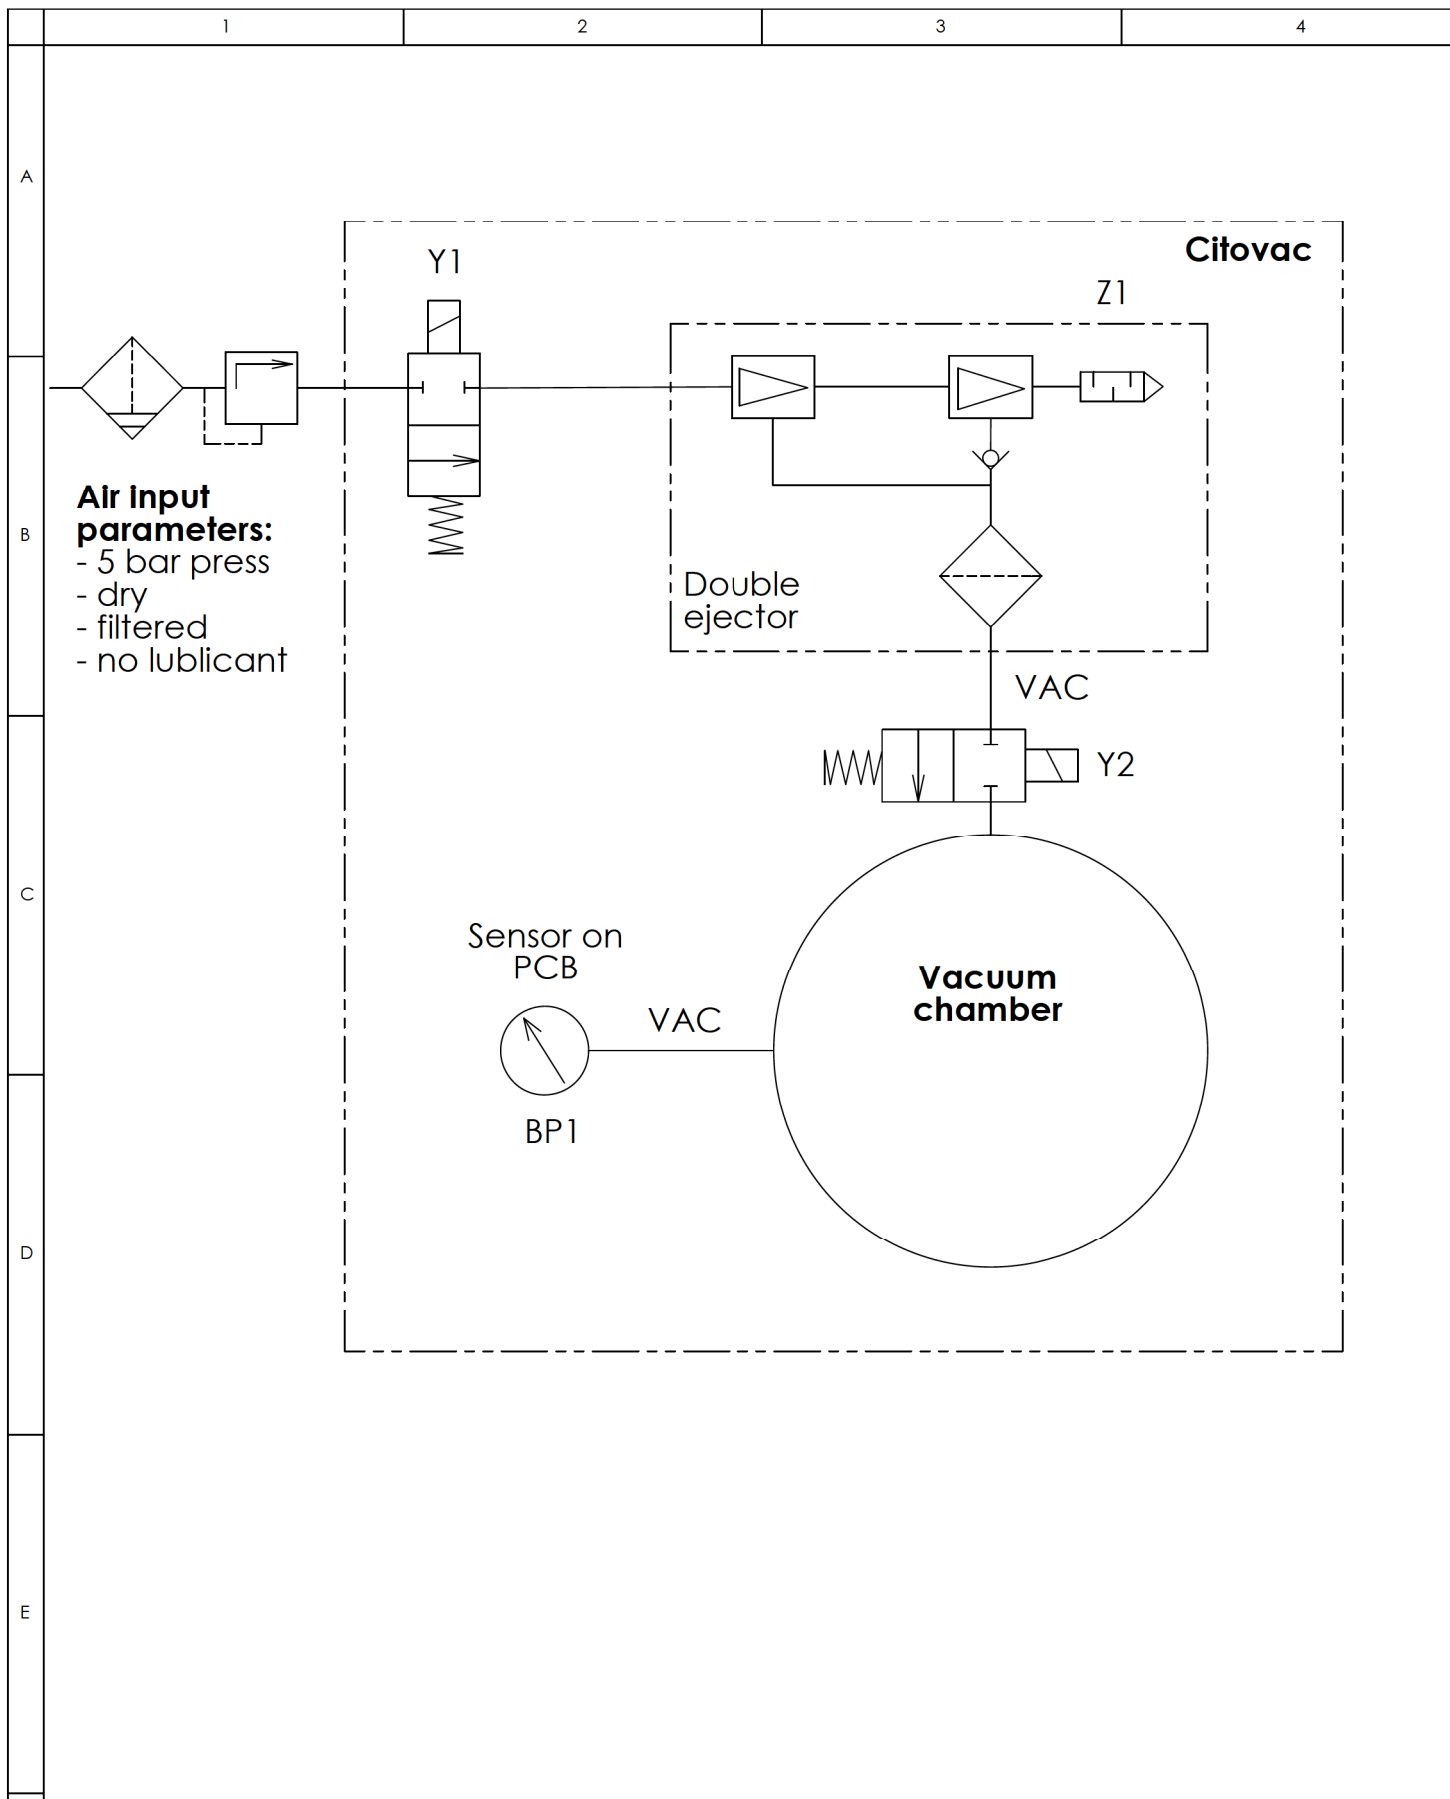 1
2
3
4
A
Citovac
Y1
Z1
Air input
parameters:
- 5 bar press
- dry
- filtered
- no lublicant
B
Double
ejector
VAC
Y2
C
Sensor on
PCB
VAC
Vacuum
chamber
BP1
D
E